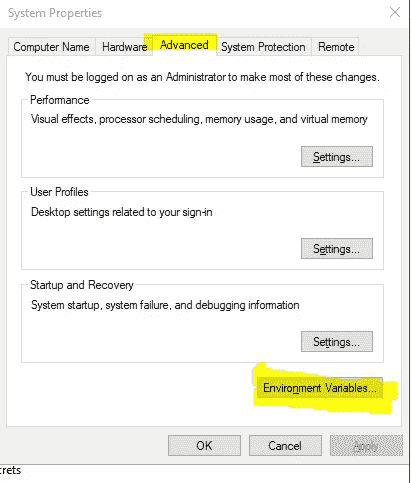 System Properties
Computer Name Hardware Advanced System Protection Remote
You must be logged on as an Administrator to make most of these changes.
Performance
Visual effects, processor scheduling, memory usage, and virtual memory
Settings...
User Profiles
Desktop settings related to your sign-in
Settings...
Startup and Recovery
System startup, system failure, and debugging information
Settings...
Environment Variables...
OK Cancel Apply
crets